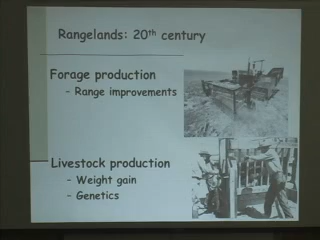 Rangelands: 20th century
Forage production
- Range improvements
Livestock production
- Weight gain
- Genetics